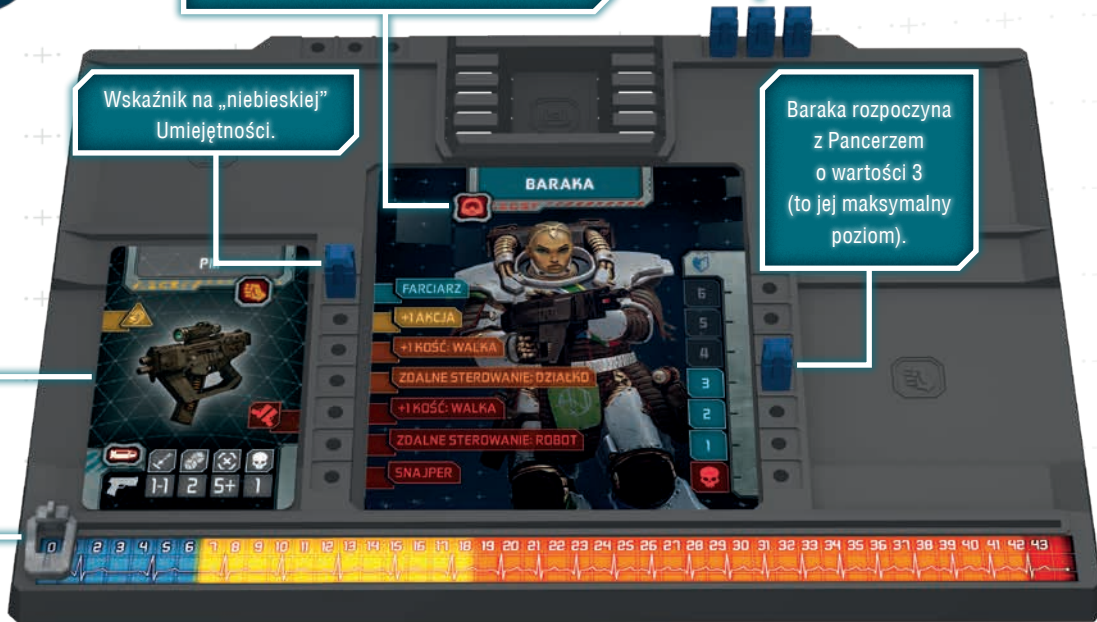 Wskaźnik na „niebieskiej”
Umiejętności.
Baraka rozpoczyna
z Pancerzem
o wartości 3
(to jej maksymalny
poziom).
BARAKA
FARCIARZ
+1 AKCJA
+1 KOŚĆ: WALKA
ZDALNE STEROWANIE: DZIAŁKO
+1 KOŚĆ: WALKA
ZDALNE STEROWANIE: ROBOT
SNAJPER
6
5
4
3
2
1
1-1 2 5+ 1
0 2 3 4 5 6 7 8 9 10 11 12 13 14 15 16 17 18 19 20 21 22 23 24 25 26 27 28 29 30 31 32 33 34 35 36 37 38 39 40 41 42 43